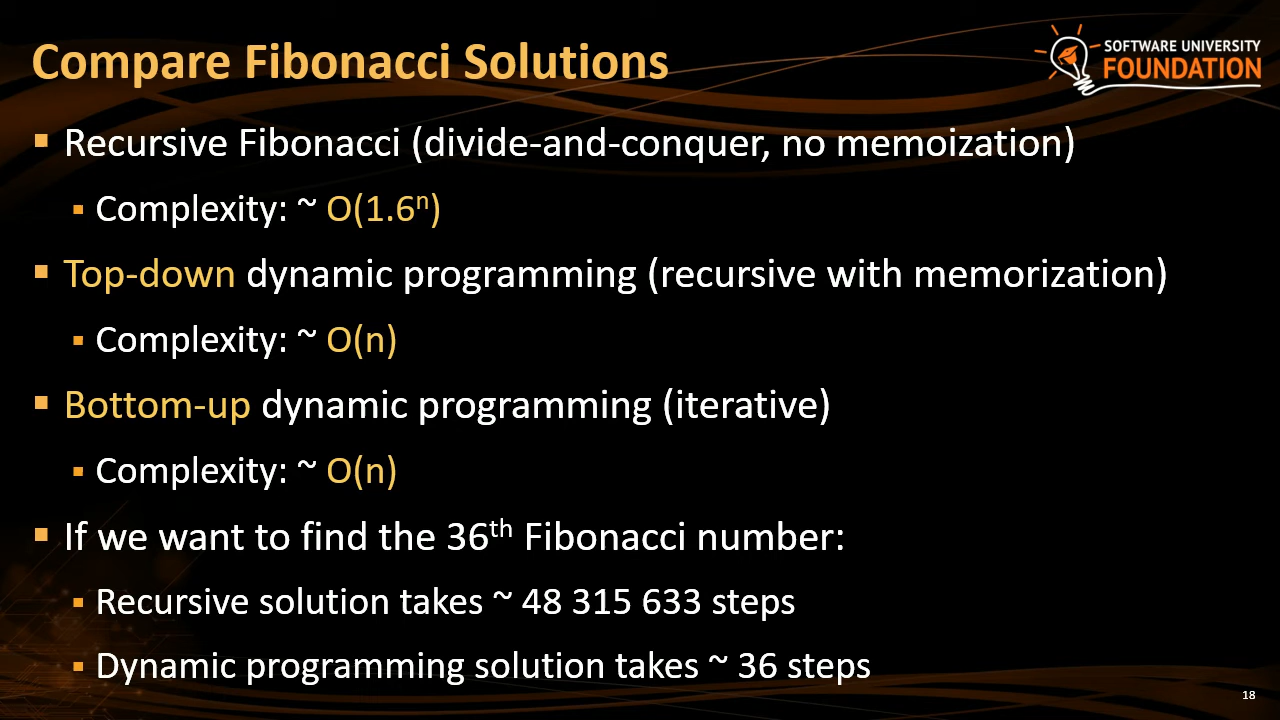 Compare Fibonacci Solutions
SOFTWARE UNIVERSITY
FOUNDATION
▪ Recursive Fibonacci (divide-and-conquer, no memoization)
▪ Complexity: ~ O(1.6ⁿ)
▪ Top-down dynamic programming (recursive with memorization)
▪ Complexity: ~ O(n)
▪ Bottom-up dynamic programming (iterative)
▪ Complexity: ~ O(n)
▪ If we want to find the 36ᵗʰ Fibonacci number:
▪ Recursive solution takes ~ 48 315 633 steps
▪ Dynamic programming solution takes ~ 36 steps
18